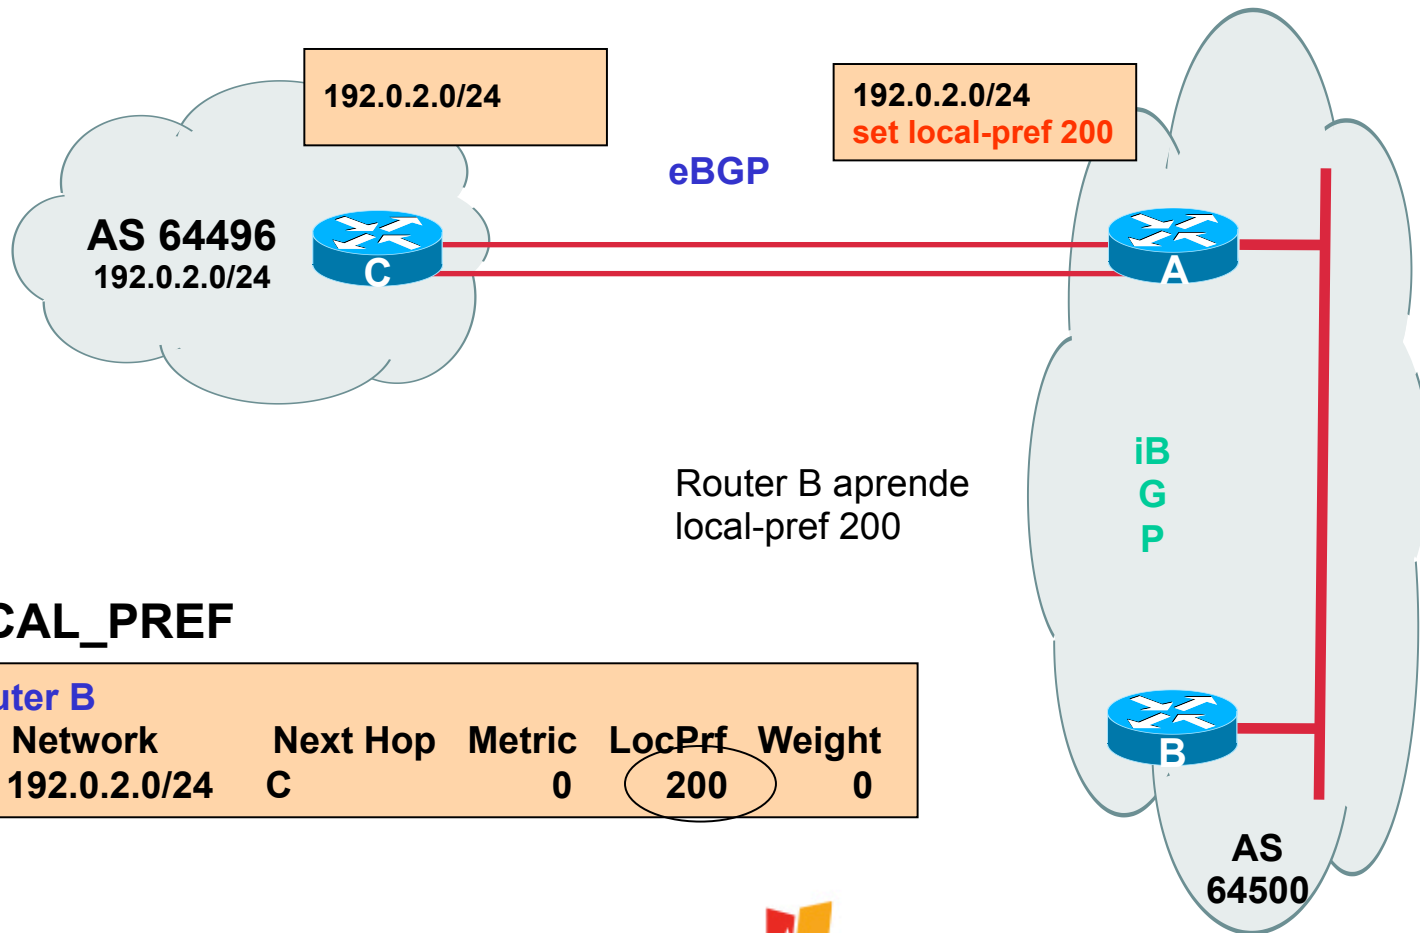 192.0.2.0/24
192.0.2.0/24
set local-pref 200
eBGP
AS 64496
192.0.2.0/24
C
A
iB
G
P
Router B aprende
local-pref 200
CAL_PREF
uter B
Network Next Hop Metric LocPrf Weight
192.0.2.0/24 C 0 200 0
B
AS
64500